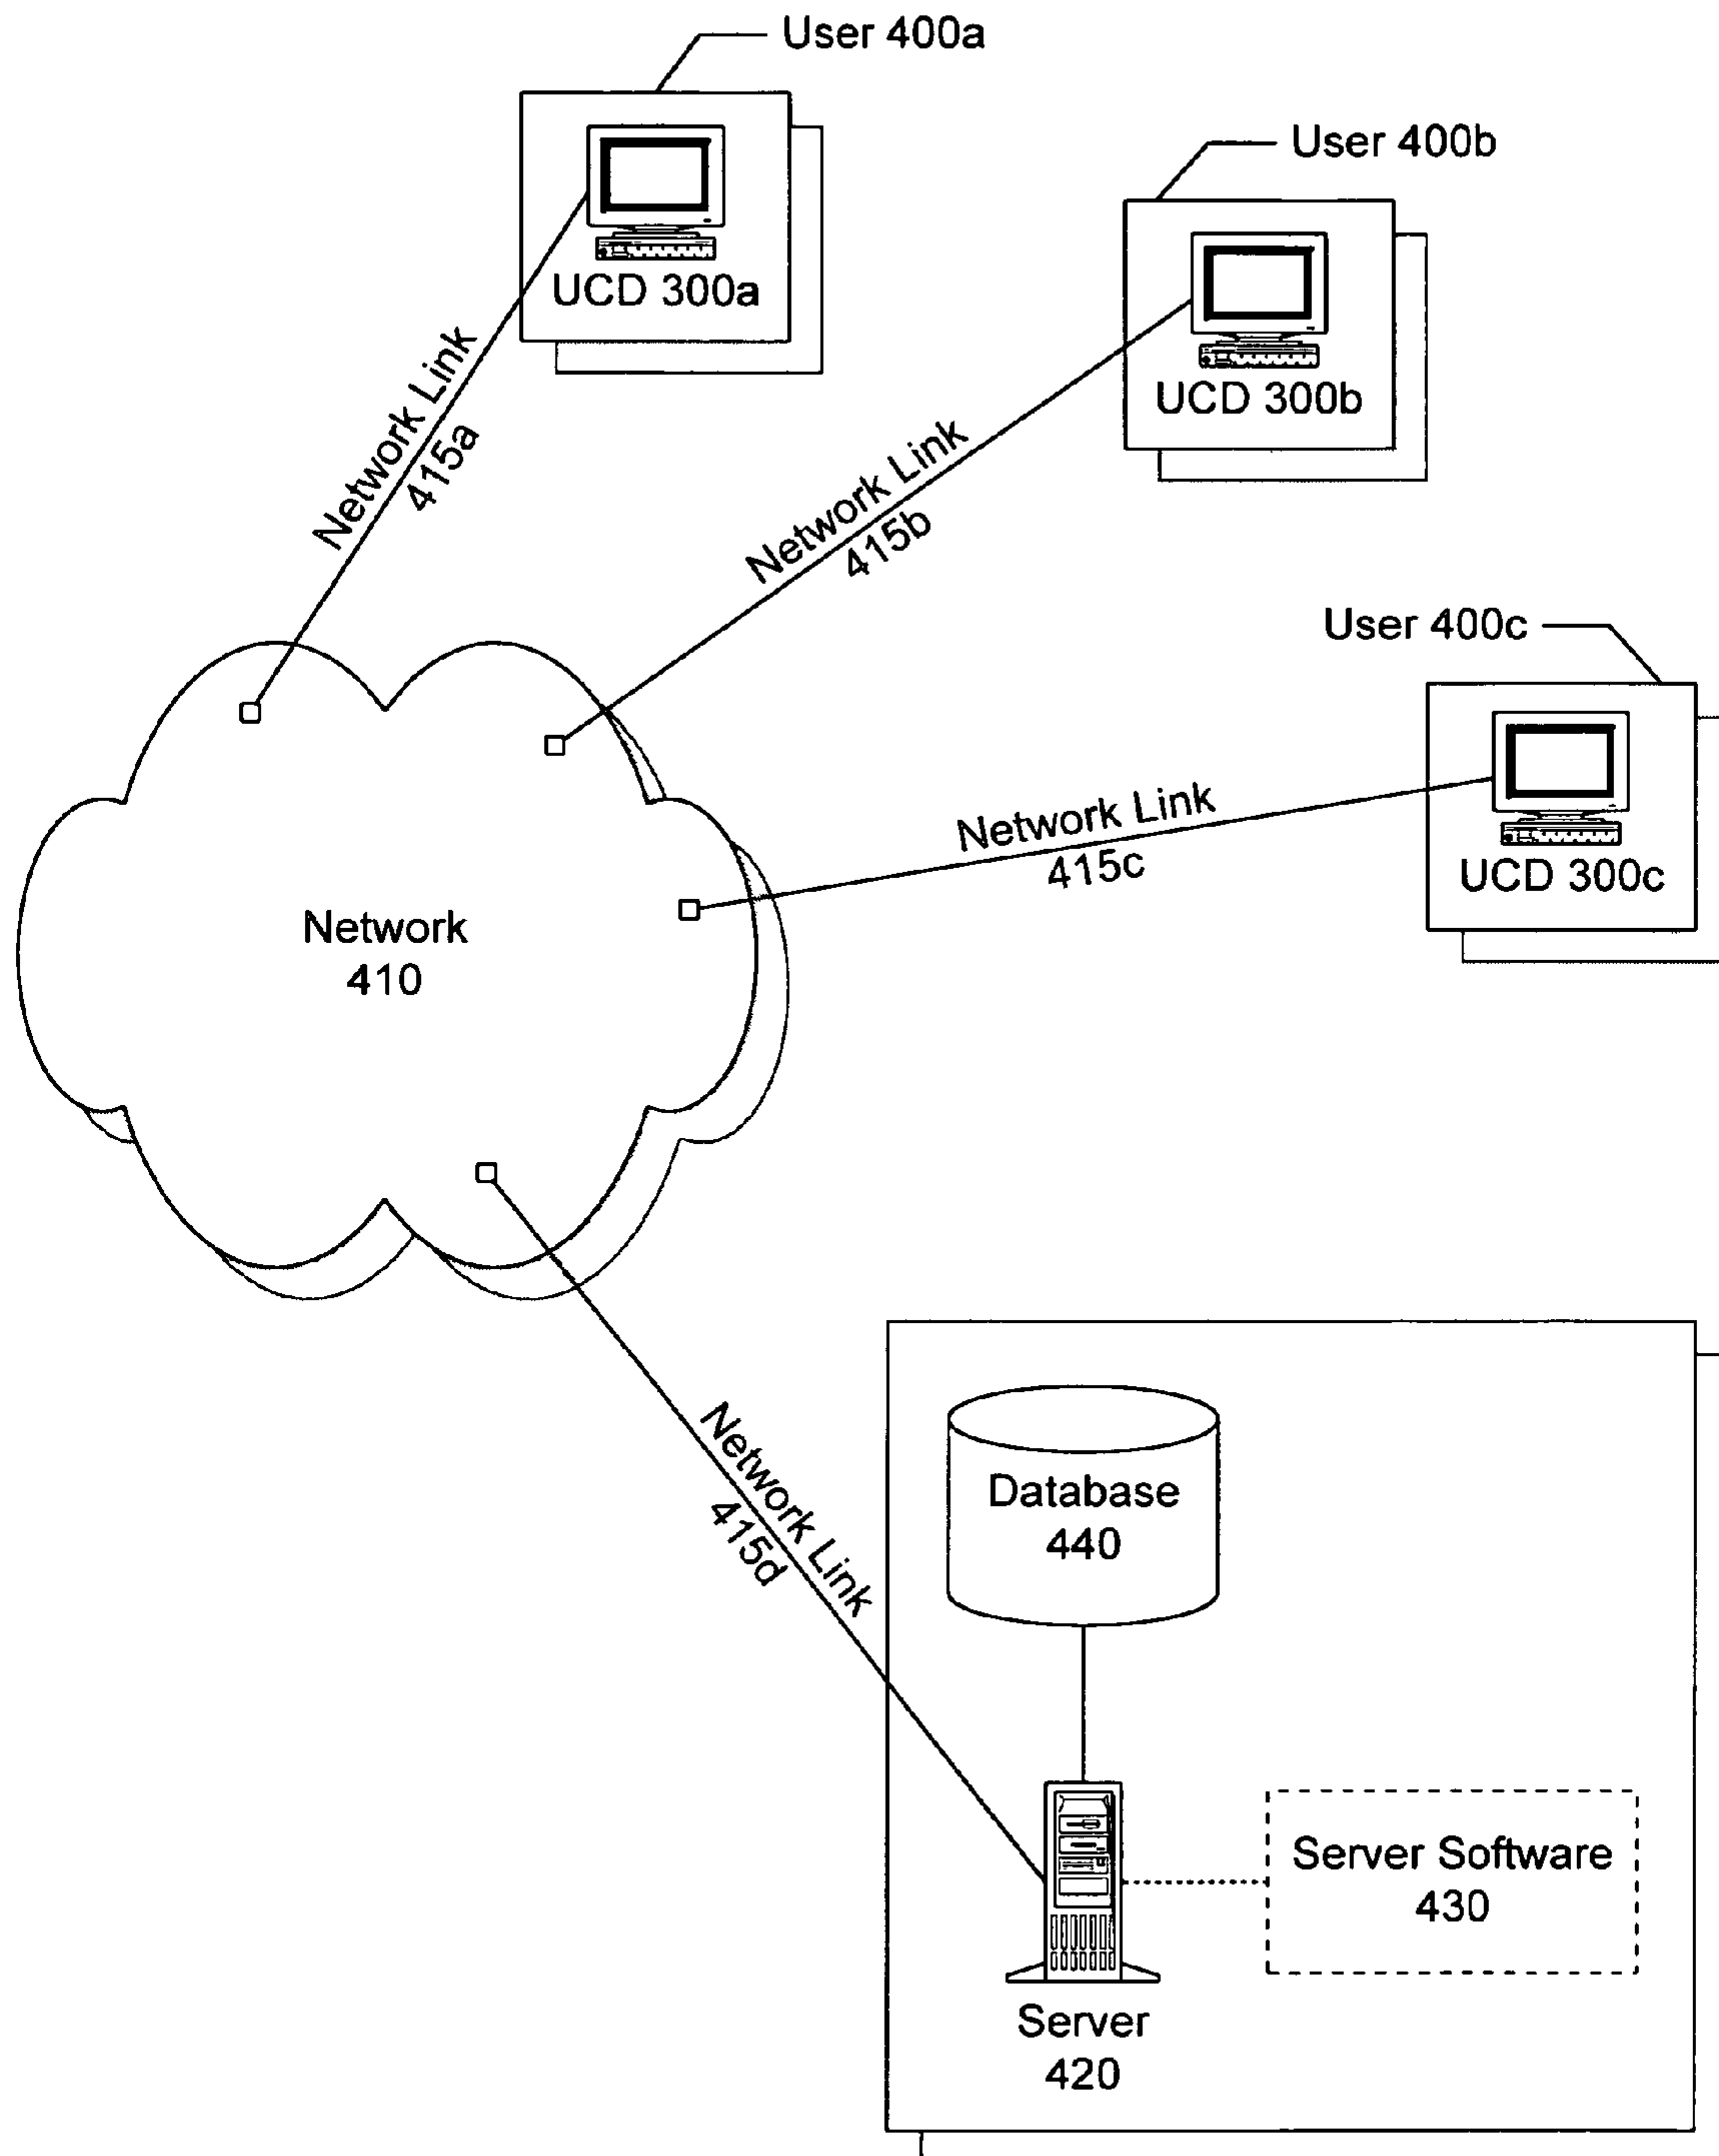 User 400a
UCD 300a
User 400b
UCD 300b
Network Link
415a
Network Link
415b
User 400c
UCD 300c
Network Link
415c
Network
410
Network Link
415d
Database
440
Server Software
430
Server
420